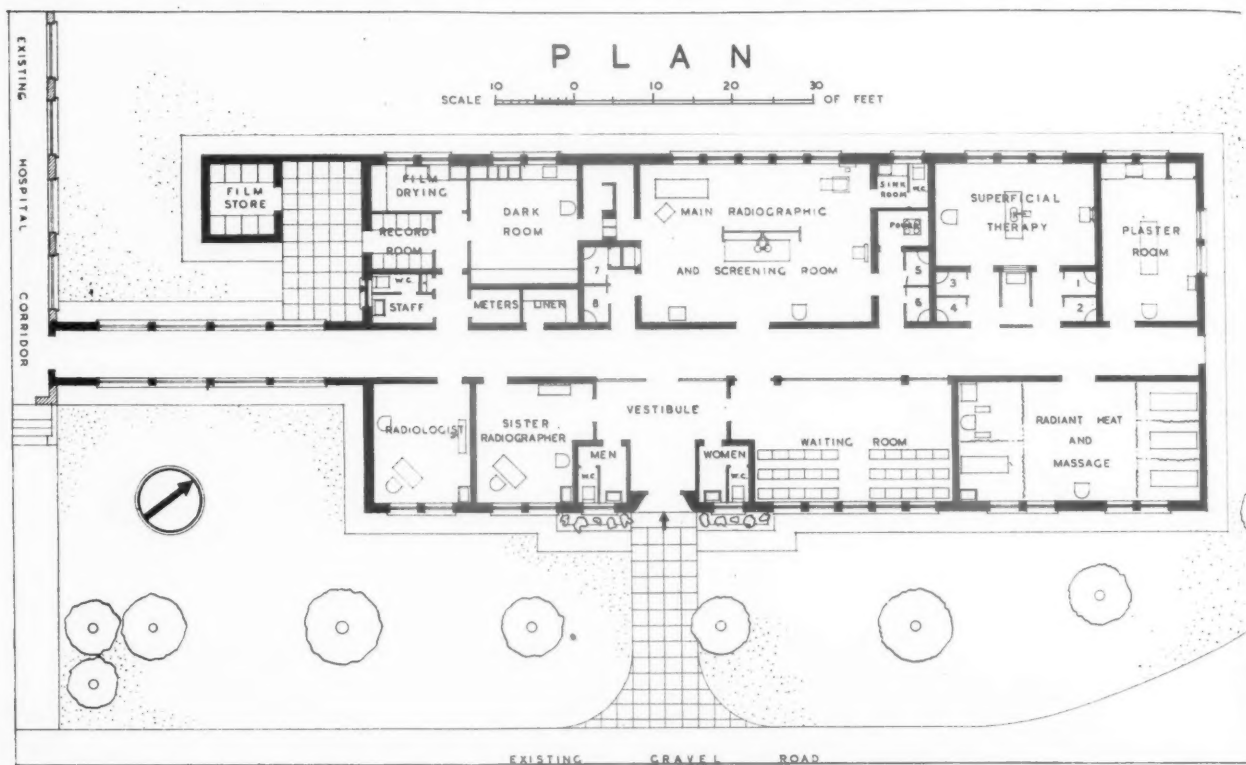 PLAN
SCALE 10 0 10 20 30 OF FEET
EXISTING HOSPITAL CORRIDOR
FILM STORE
FILM DRYING
RECORD ROOM
W.C.
STAFF
DARK ROOM
METERS
LINEN
7
8
MAIN RADIOGRAPHIC
AND SCREENING ROOM
SINK ROOM
W.C.
5
6
SUPERFICIAL
THERAPY
3
4
1
2
PLASTER
ROOM
RADIOLOGIST
SISTER
RADIOGRAPHER
VESTIBULE
MEN
W.C.
WOMEN
W.C.
WAITING ROOM
RADIANT HEAT
AND
MASSAGE
EXISTING GRAVEL ROAD